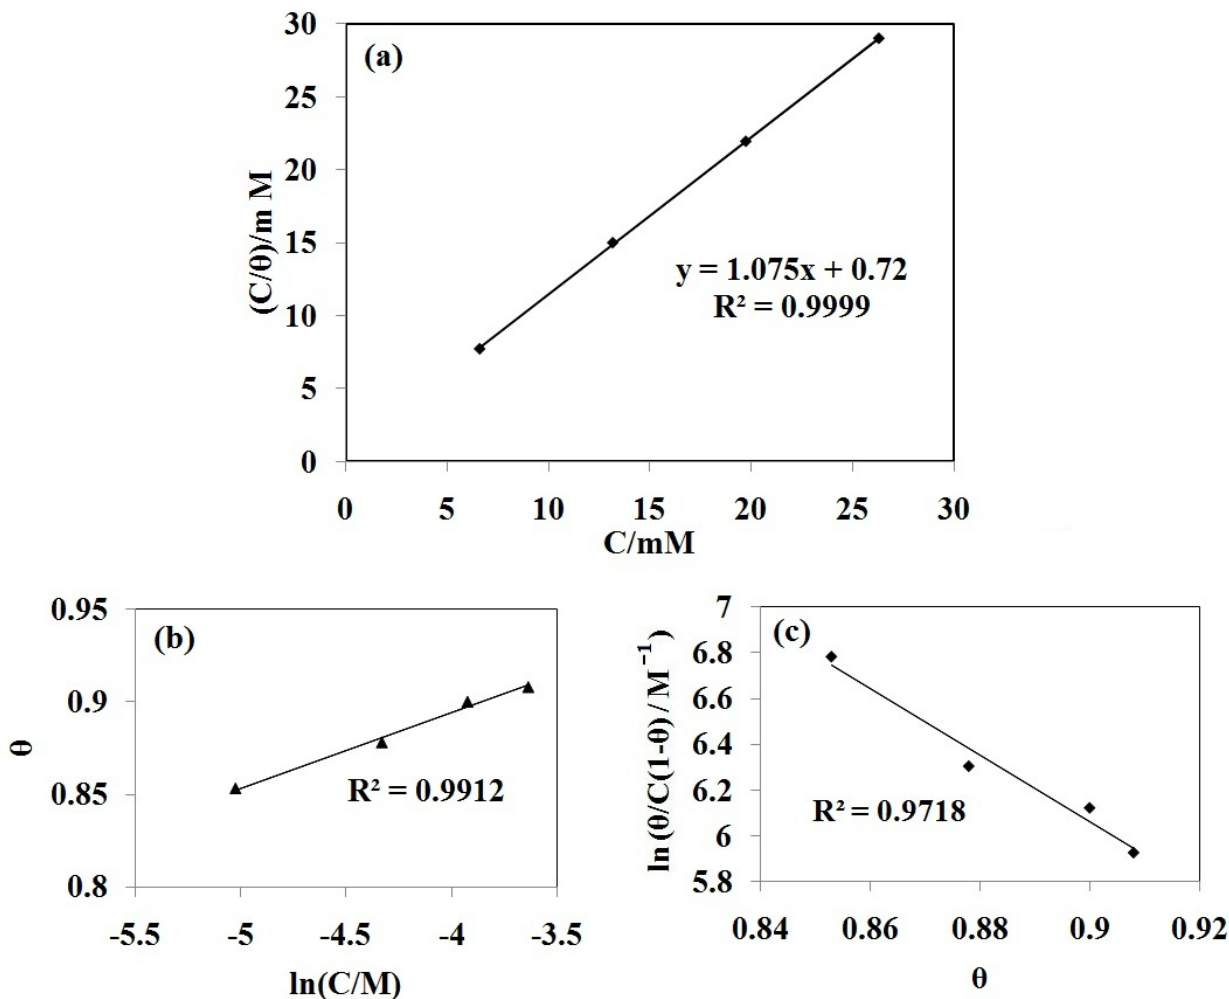 (a)
(C/θ)/m M
30
25
20
15
10
5
0
y = 1.075x + 0.72
R² = 0.9999
0 5 10 15 20 25 30
C/mM
(b)
θ
0.95
0.9
0.85
0.8
R² = 0.9912
-5.5 -5 -4.5 -4 -3.5
ln(C/M)
(c)
ln (θ/C(1-θ) / M⁻¹)
7
6.8
6.6
6.4
6.2
6
5.8
R² = 0.9718
0.84 0.86 0.88 0.9 0.92
θ